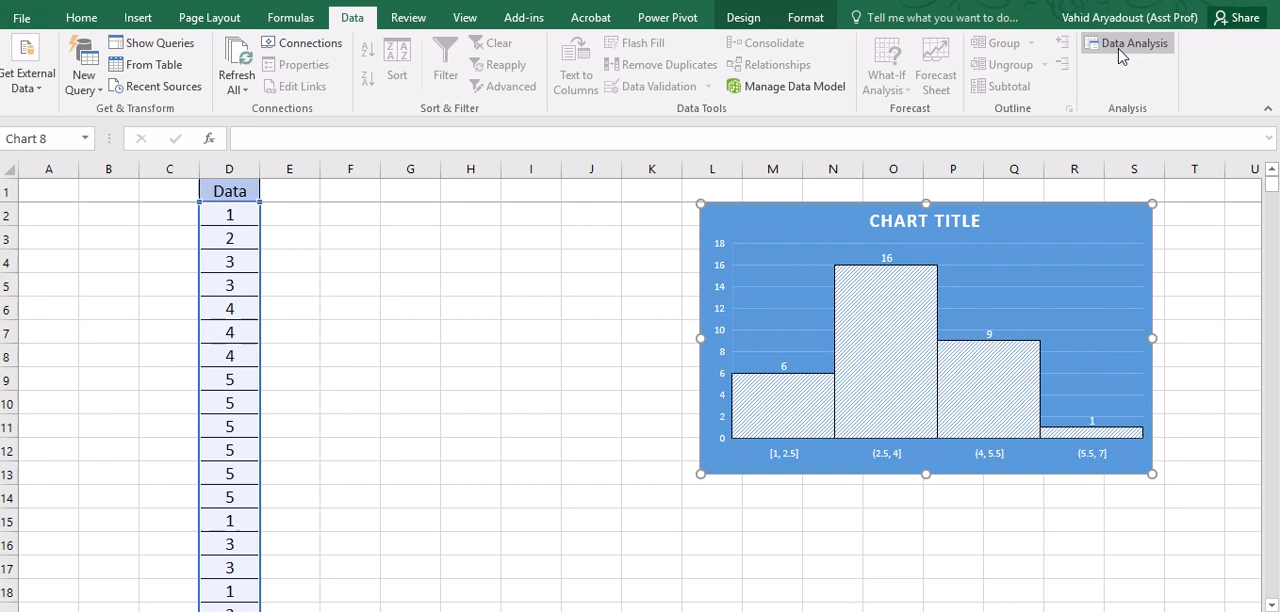 File Home Insert Page Layout Formulas Data Review View Add-ins Acrobat Power Pivot Design Format Tell me what you want to do... Vahid Aryadoust (Asst Prof) Share
Get External Data
New Query
Show Queries
From Table
Recent Sources
Get & Transform
Refresh All
Connections
Properties
Edit Links
Connections
Sort
Filter
Clear
Reapply
Advanced
Sort & Filter
Text to Columns
Flash Fill
Remove Duplicates
Data Validation
Consolidate
Relationships
Manage Data Model
Data Tools
What-If Analysis
Forecast Sheet
Forecast
Group
Ungroup
Subtotal
Outline
Data Analysis
Analysis
Chart 8 fx
A B C D E F G H I J K L M N O P Q R S T U
1 Data
2 1
3 2
4 3
5 3
6 4
7 4
8 4
9 5
10 5
11 5
12 5
13 5
14 5
15 1
16 3
17 3
18 1
CHART TITLE
18
16
14
12
10
8
6
4
2
0
6
16
9
1
[1, 2.5] (2.5, 4] (4, 5.5] (5.5, 7]